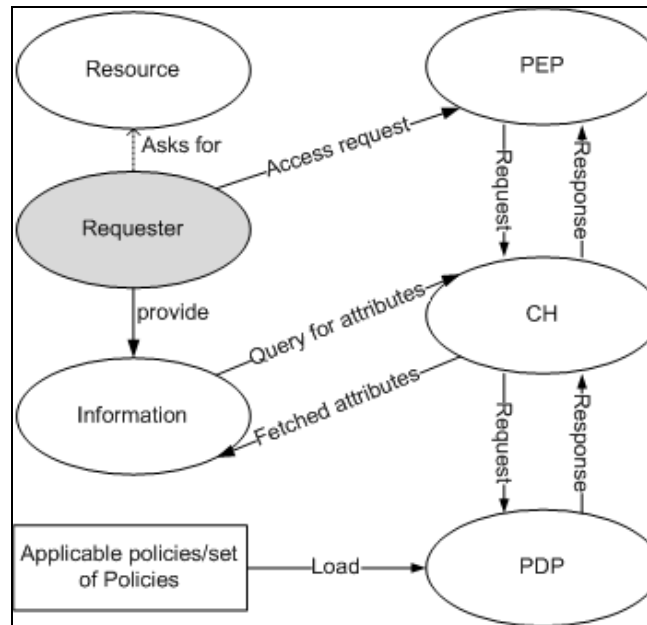 Resource
PEP
Asks for
Access request
Request
Response
Requester
provide
Query for attributes
CH
Information
Fetched attributes
Request
Response
Applicable policies/set
of Policies
Load
PDP